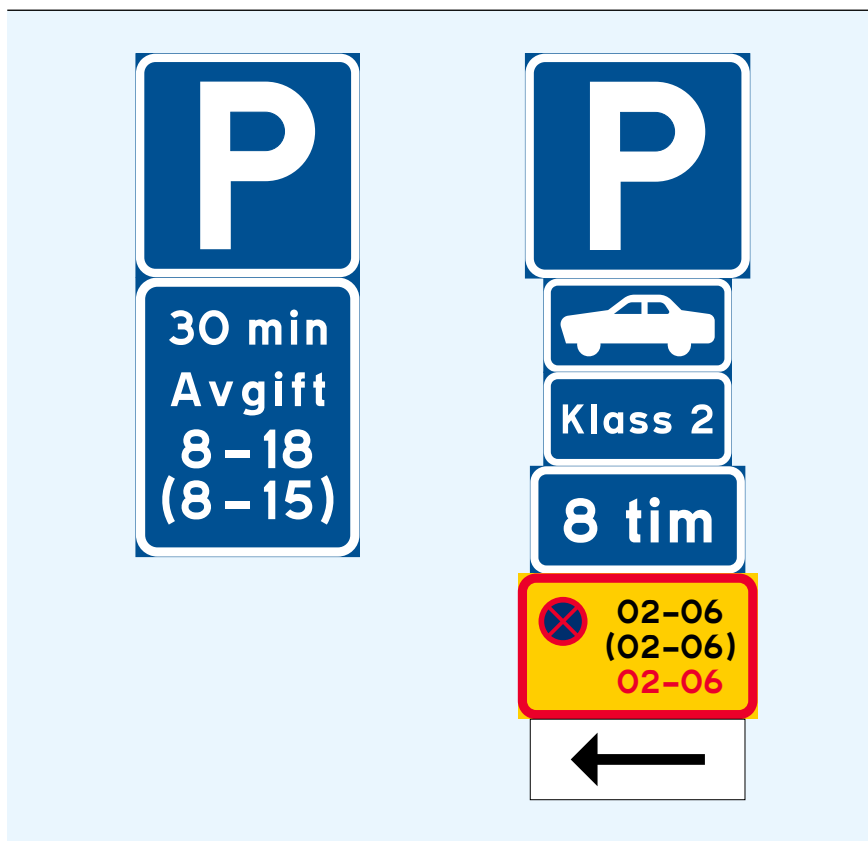 P
30 min
Avgift
8-18
(8-15)
P
Klass 2
8 tim
02-06
(02-06)
02-06